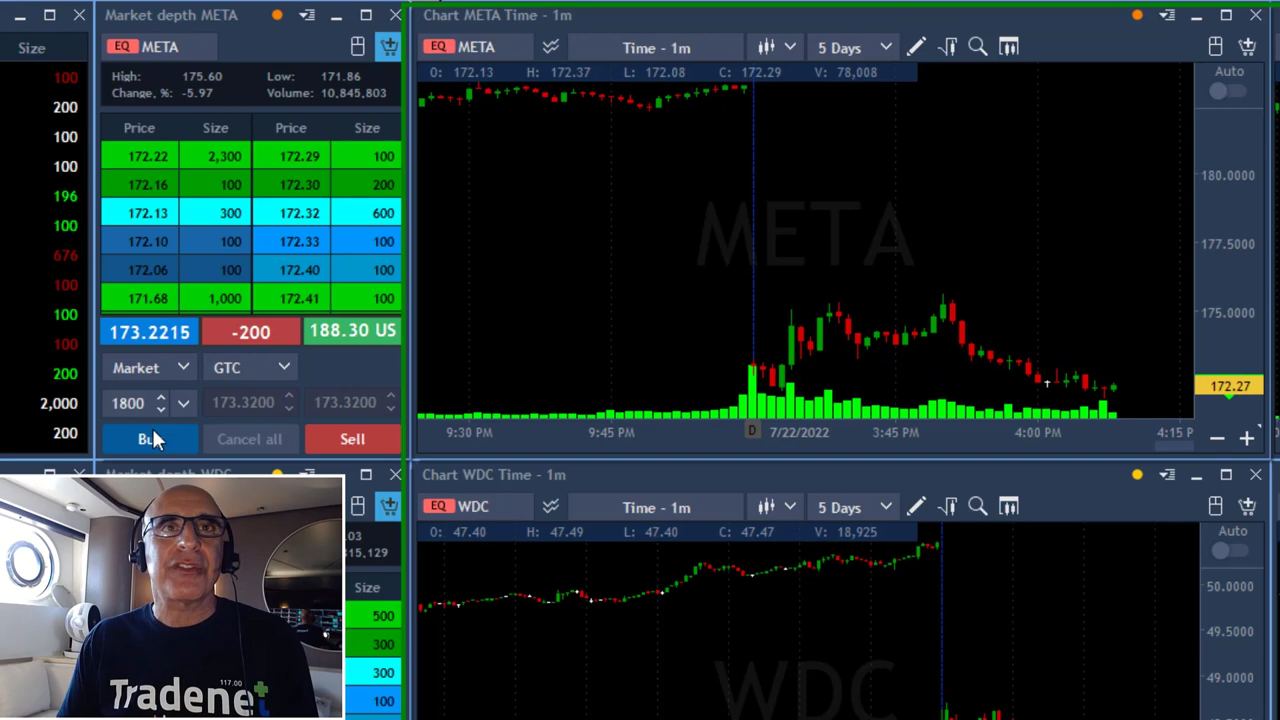 Size
100
200
100
100
196
100
676
100
100
100
200
2,000
200
Market depth META
EQ META
High: 175.60 Low: 171.86
Change, %: -5.97 Volume: 10,845,803
Price Size Price Size
172.22 2,300 172.29 100
172.16 100 172.30 200
172.13 300 172.32 600
172.10 100 172.33 100
172.06 100 172.40 100
171.68 1,000 172.41 100
173.2215 -200 188.30 US
Market GTC
1800 173.3200 173.3200
Cancel all Sell
Chart META Time - 1m
EQ META Time - 1m 5 Days
O: 172.13 H: 172.37 L: 172.08 C: 172.29 V: 78,008
Auto
META
180.0000
177.5000
175.0000
172.27
9:30 PM 9:45 PM D 7/22/2022 3:45 PM 4:00 PM 4:15 P
Market depth WDC
Size
500
300
300
100
Chart WDC Time - 1m
EQ WDC Time - 1m 5 Days
O: 47.40 H: 47.49 L: 47.40 C: 47.47 V: 18,925
Auto
WDC
50.0000
49.5000
49.0000
117.00